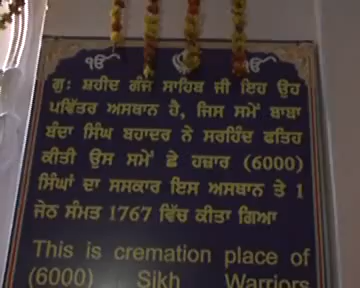 ੴ ੴ
ਗੁ: ਸ਼ਹੀਦ ਗੰਜ ਸਾਹਿਬ ਜੀ ਇਹ ਉਹ
ਪਵਿੱਤਰ ਅਸਥਾਨ ਹੈ, ਜਿਸ ਸਮੇਂ ਬਾਬਾ
ਬੰਦਾ ਸਿੰਘ ਬਹਾਦਰ ਨੇ ਸਰਹਿੰਦ ਫਤਿਹ
ਕੀਤੀ ਉਸ ਸਮੇਂ ਛੇ ਹਜ਼ਾਰ (6000)
ਸਿੰਘਾਂ ਦਾ ਸਸਕਾਰ ਇਸ ਅਸਥਾਨ ਤੇ 1
ਜੇਠ ਸੰਮਤ 1767 ਵਿੱਚ ਕੀਤਾ ਗਿਆ
This is cremation place of
(6000) Sikh Warriors